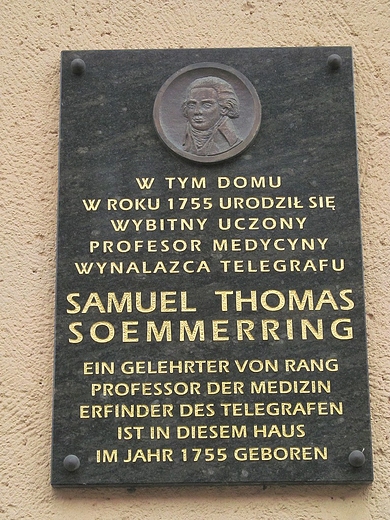 W TYM DOMU
W ROKU 1755 URODZIŁ SIĘ
WYBITNY UCZONY
PROFESOR MEDYCYNY
WYNALAZCA TELEGRAFU
SAMUEL THOMAS
SOEMMERRING
EIN GELEHRTER VON RANG
PROFESSOR DER MEDIZIN
ERFINDER DES TELEGRAFEN
IST IN DIESEM HAUS
IM JAHR 1755 GEBOREN